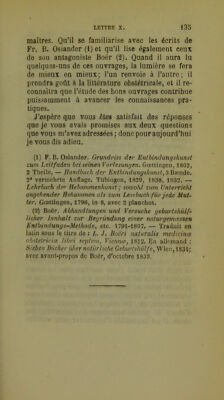 LETTRE X. 135
maîtres. Qu'il se familiarise avec les écrits de
Fr. B. Osiander (1) et qu'il lise également ceux
de son antagoniste Boër (2). Quand il aura lu
quelques-uns de ces ouvrages, la lumière se fera
de mieux en mieux; l'un renvoie à l'autre; il
prendra goût à la littérature obstétricale, et il re-
connaîtra que l'étude des bons ouvrages contribue
puissamment à avancer les connaissances pra-
tiques.
J'espère que vous êtes satisfait des réponses
que je vous avais promises aux deux questions
que vous m'avez adressées; donc pour aujourd'hui
je vous dis adieu.
(1) F. B. Osiander. Grundriss der Entbindungskunst
zum Leitfaden bei seinen Vorlesungen. Gœttingen, 1802,
2 Theile. — Handbuch der Entbindungskunst, 3 Baende.
2e vermehrte Auflage. Tübingen, 1829, 1830, 1832. —
Lehrbuch der Hebammenkunst; sowohl zum Unterricht
angehender Hebammen als zum Lesebuch für jede Mut-
ter. Gœttingen, 1796, in 8, avec 2 planches.
(2) Boër. Abhandlungen und Versuche geburtshülf-
licher Inhalt zur Begründung einer naturgemæssen
Entbindungs-Methode, etc. 1791-1807. — Traduit en
latin sous le titre de : L. J. Boëri naturalis medicinæ
obstetriciæ libri septem, Viennæ, 1812. En allemand :
Sieben Bücher über natürliche Geburtshülfe, Wien, 1834;
avec avant-propos de Boër, d'octobre 1833.